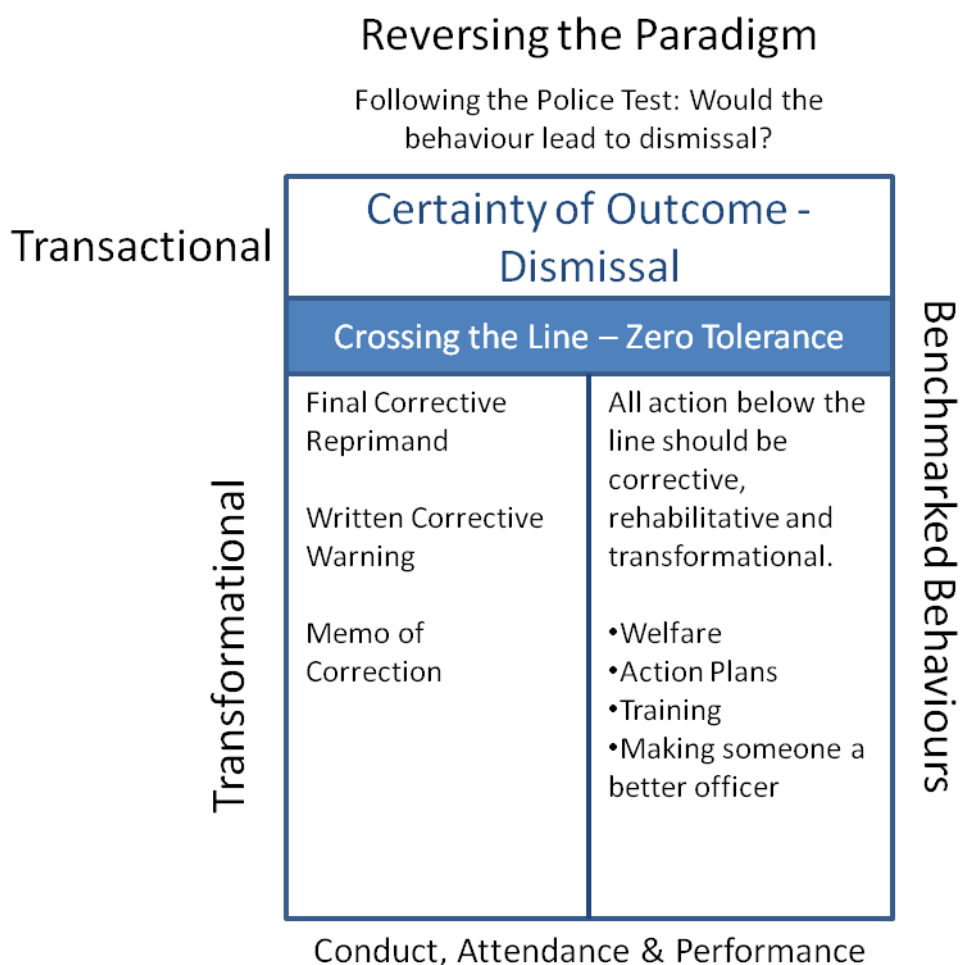 Reversing the Paradigm
Following the Police Test: Would the
behaviour lead to dismissal?
Transactional
Certainty of Outcome -
Dismissal
Crossing the Line – Zero Tolerance
Transformational
Final Corrective
Reprimand
Written Corrective
Warning
Memo of
Correction
All action below the
line should be
corrective,
rehabilitative and
transformational.
•Welfare
•Action Plans
•Training
•Making someone a
better officer
Benchmarked Behaviours
Conduct, Attendance & Performance